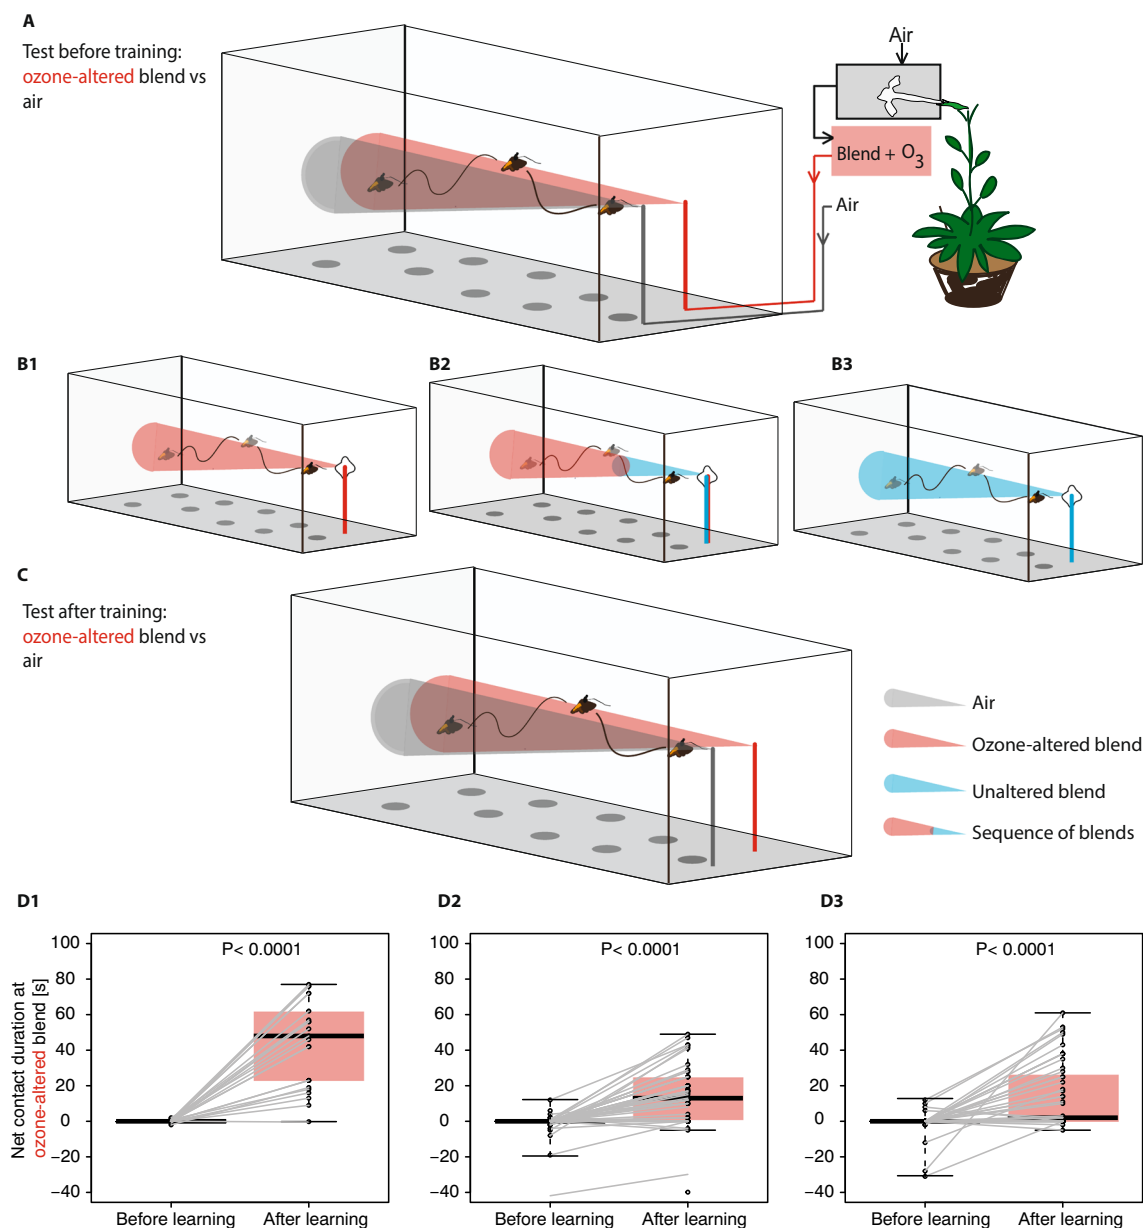 A
Test before training:
ozone-altered blend vs
air
Air
Blend + O3
Air
B1
B2
B3
C
Test after training:
ozone-altered blend vs
air
Air
Ozone-altered blend
Unaltered blend
Sequence of blends
D1
D2
D3
Net contact duration at
ozone-altered blend [s]
100
80
60
40
20
0
−20
−40
P< 0.0001
Before learning
After learning
100
80
60
40
20
0
−20
−40
P< 0.0001
Before learning
After learning
100
80
60
40
20
0
−20
−40
P< 0.0001
Before learning
After learning